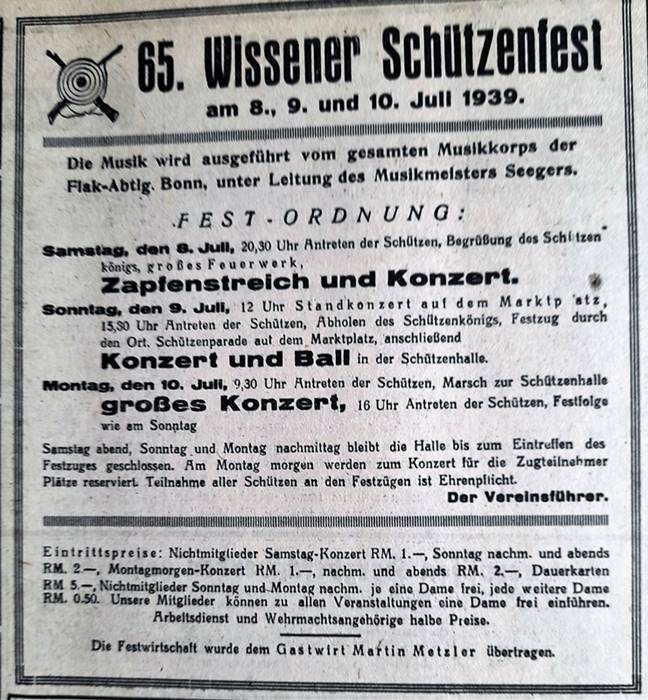 65. Wissener Schützenfest
am 8., 9. und 10. Juli 1939.
Die Musik wird ausgeführt vom gesamten Musikkorps der
Flak-Abtlg. Bonn, unter Leitung des Musikmeisters Seegers.
FEST-ORDNUNG:
Samstag, den 8. Juli, 20,30 Uhr Antreten der Schützen, Begrüßung des Schützen-
königs, großes Feuerwerk,
Zapfenstreich und Konzert.
Sonntag, den 9. Juli, 12 Uhr Standkonzert auf dem Marktplatz,
15,30 Uhr Antreten der Schützen, Abholen des Schützenkönigs, Festzug durch
den Ort. Schützenparade auf dem Marktplatz, anschließend
Konzert und Ball in der Schützenhalle.
Montag, den 10. Juli, 9,30 Uhr Antreten der Schützen, Marsch zur Schützenhalle
großes Konzert, 16 Uhr Antreten der Schützen, Festfolge
wie am Sonntag
Samstag abend, Sonntag und Montag nachmittag bleibt die Halle bis zum Eintreffen des
Festzuges geschlossen. Am Montag morgen werden zum Konzert für die Zugteilnehmer
Plätze reserviert. Teilnahme aller Schützen an den Festzügen ist Ehrenpflicht.
Der Vereinsführer.
Eintrittspreise: Nichtmitglieder Samstag-Konzert RM. 1.—, Sonntag nachm. und abends
RM. 2.—, Montagmorgen-Konzert RM. 1.—, nachm. und abends RM. 2.—, Dauerkarten
RM 5.—, Nichtmitglieder Sonntag und Montag nachm. je eine Dame frei, jede weitere Dame
RM. 0.50. Unsere Mitglieder können zu allen Veranstaltungen eine Dame frei einführen.
Arbeitsdienst und Wehrmachtsangehörige halbe Preise.
Die Festwirtschaft wurde dem Gastwirt Martin Metzler übertragen.